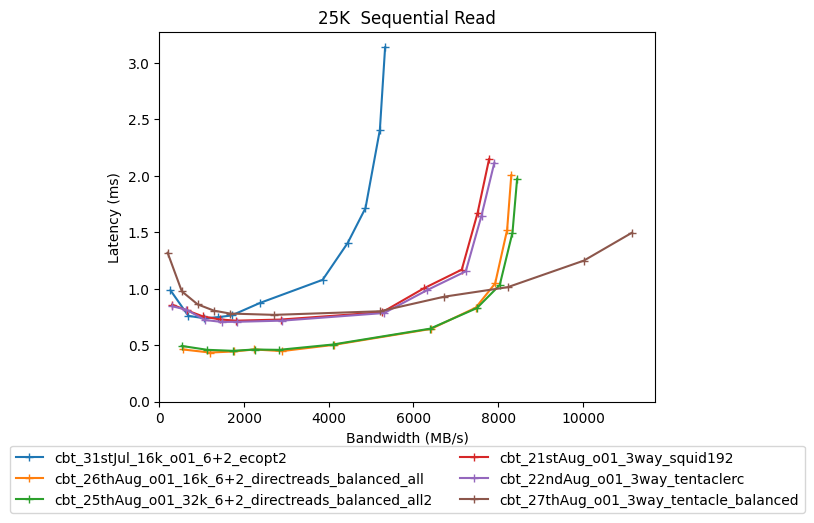 25K  Sequential Read
Latency (ms)
3.0
2.5
2.0
1.5
1.0
0.5
0.0
0 2000 4000 6000 8000 10000
Bandwidth (MB/s)
cbt_31stJul_16k_o01_6+2_ecopt2
cbt_26thAug_o01_16k_6+2_directreads_balanced_all
cbt_25thAug_o01_32k_6+2_directreads_balanced_all2
cbt_21stAug_o01_3way_squid192
cbt_22ndAug_o01_3way_tentaclerc
cbt_27thAug_o01_3way_tentacle_balanced